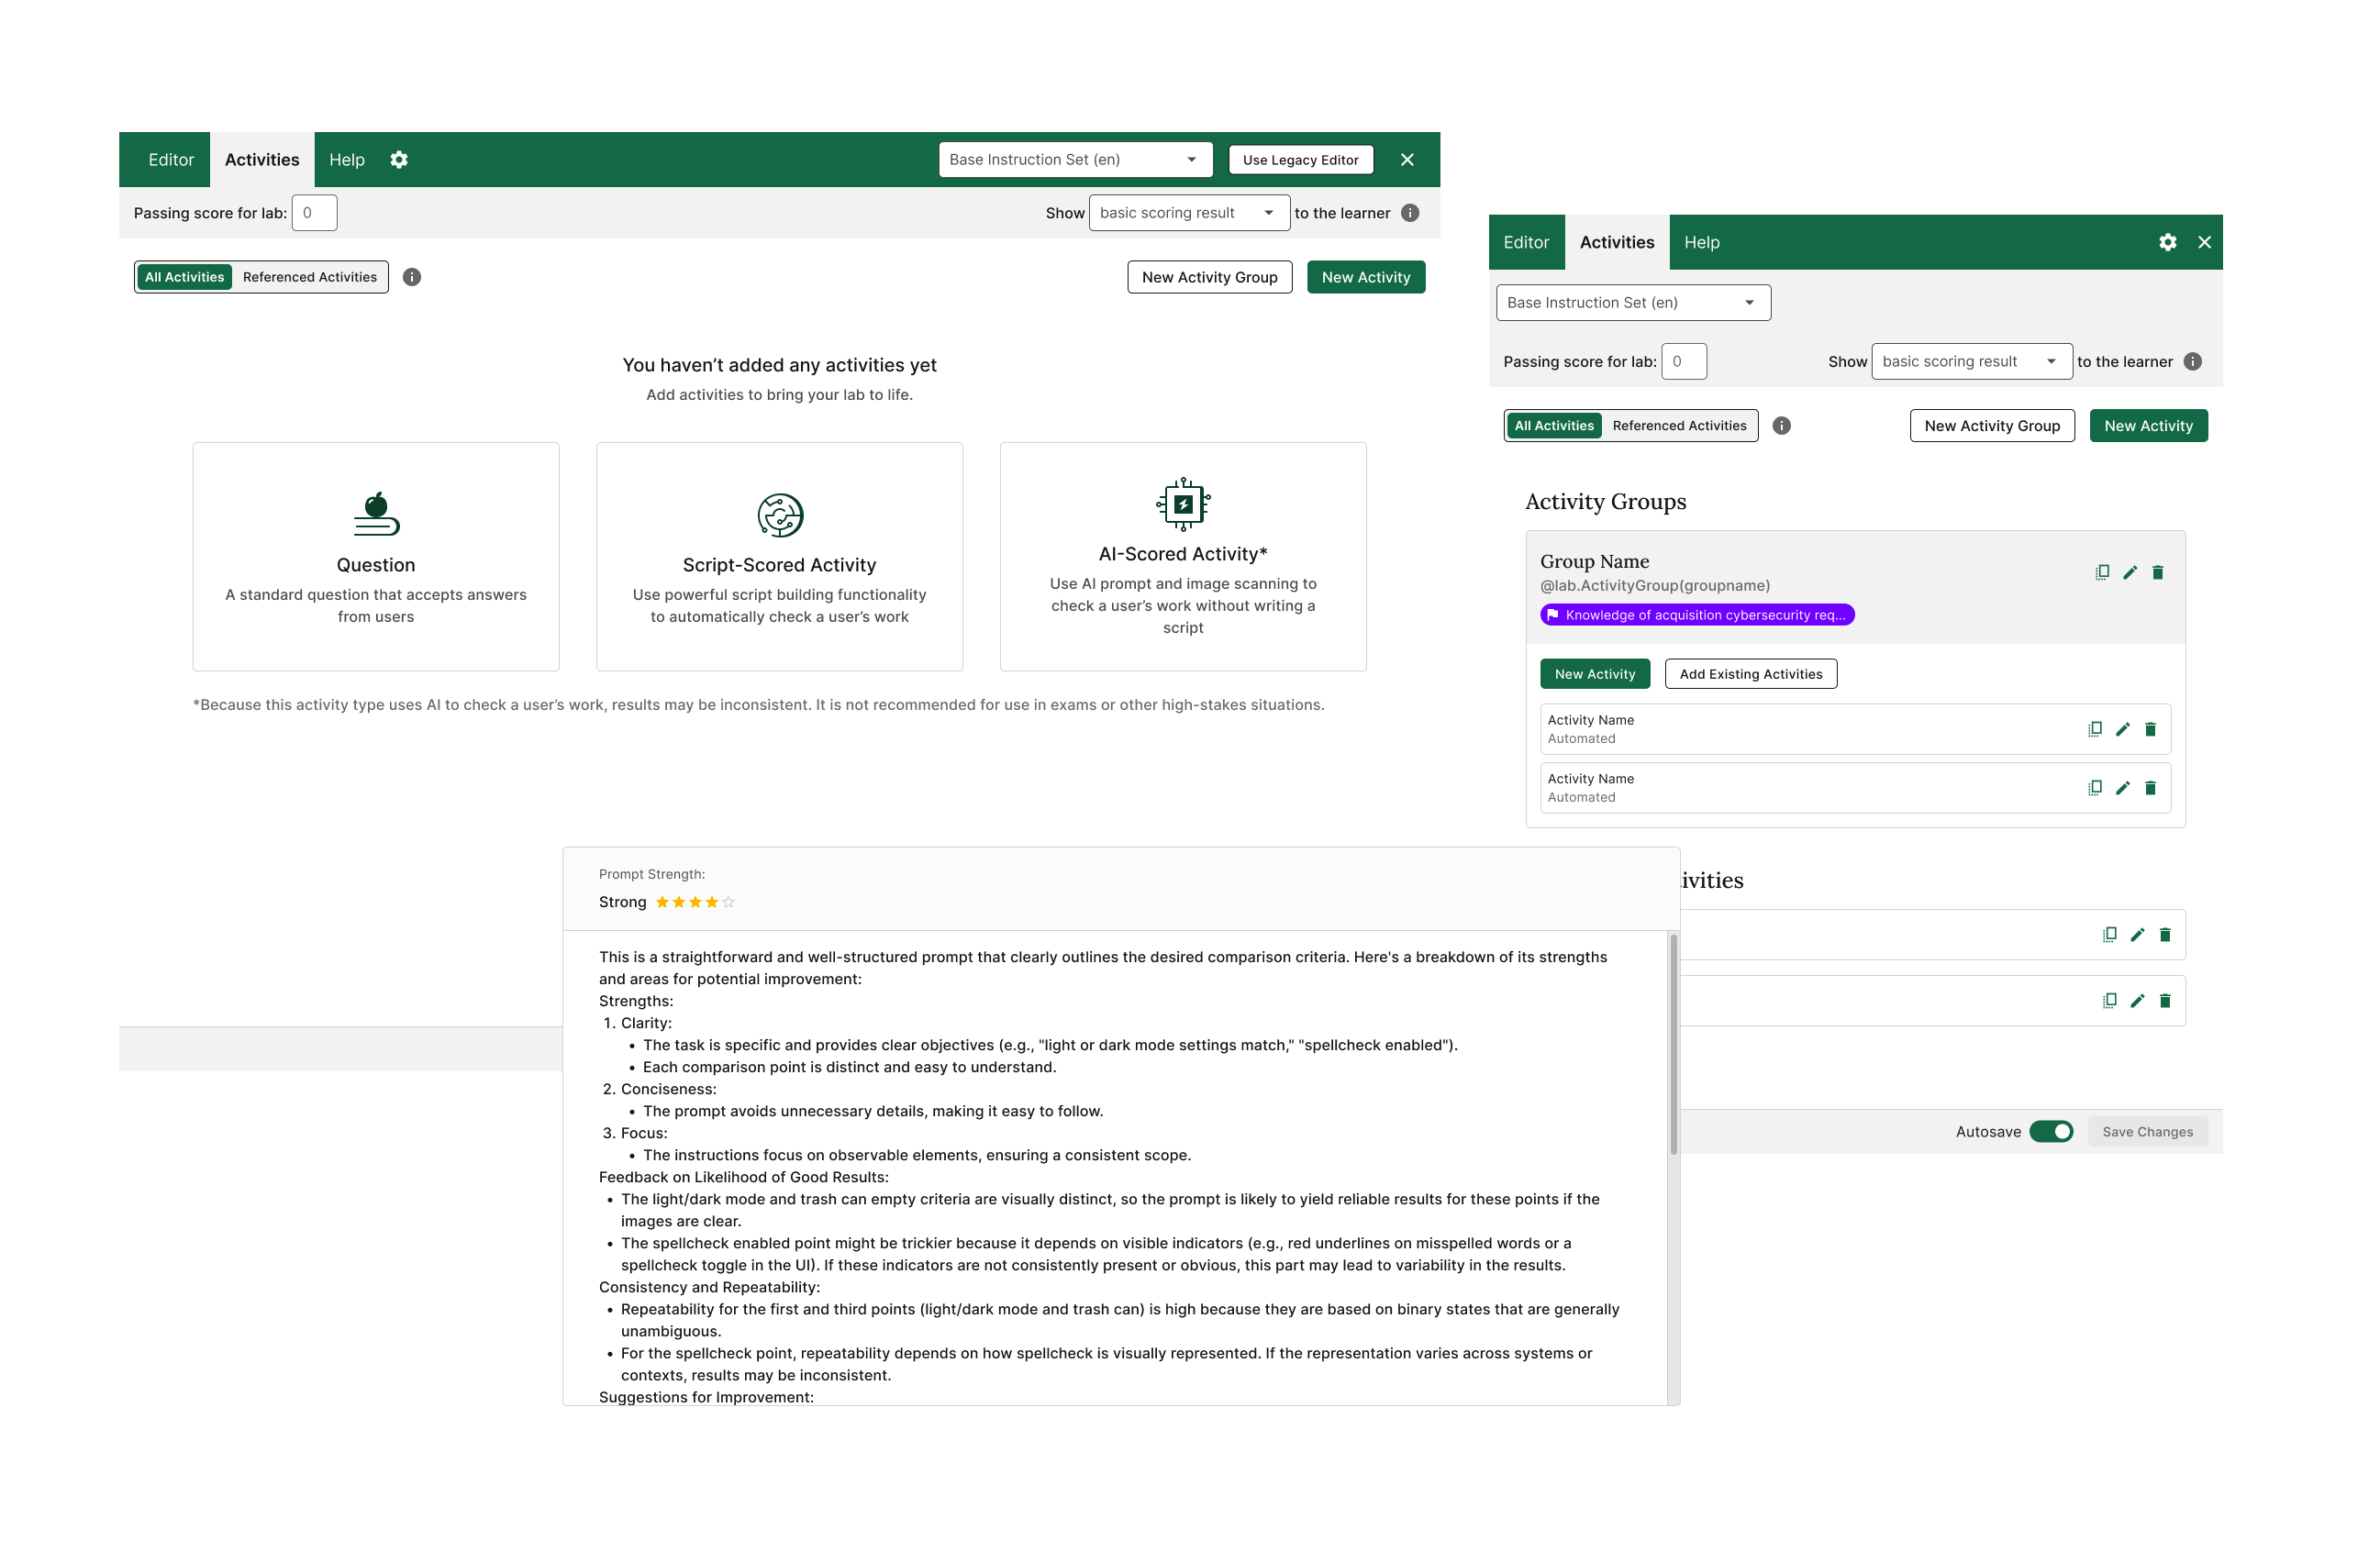 Editor Activities Help
Base Instruction Set (en) Use Legacy Editor
Passing score for lab: 0
Show basic scoring result to the learner
All Activities Referenced Activities
New Activity Group New Activity
You haven’t added any activities yet
Add activities to bring your lab to life.
Question
A standard question that accepts answers
from users
Script-Scored Activity
Use powerful script building functionality
to automatically check a user’s work
AI-Scored Activity*
Use AI prompt and image scanning to
check a user’s work without writing a
script
*Because this activity type uses AI to check a user’s work, results may be inconsistent. It is not recommended for use in exams or other high-stakes situations.
Editor Activities Help
Base Instruction Set (en)
Passing score for lab: 0
Show basic scoring result to the learner
All Activities Referenced Activities
New Activity Group New Activity
Activity Groups
Group Name
@lab.ActivityGroup(groupname)
Knowledge of acquisition cybersecurity req...
New Activity Add Existing Activities
Activity Name
Automated
Activity Name
Automated
ivities
Autosave Save Changes
Prompt Strength:
Strong
This is a straightforward and well-structured prompt that clearly outlines the desired comparison criteria. Here's a breakdown of its strengths
and areas for potential improvement:
Strengths:
1. Clarity:
• The task is specific and provides clear objectives (e.g., "light or dark mode settings match," "spellcheck enabled").
• Each comparison point is distinct and easy to understand.
2. Conciseness:
• The prompt avoids unnecessary details, making it easy to follow.
3. Focus:
• The instructions focus on observable elements, ensuring a consistent scope.
Feedback on Likelihood of Good Results:
• The light/dark mode and trash can empty criteria are visually distinct, so the prompt is likely to yield reliable results for these points if the
images are clear.
• The spellcheck enabled point might be trickier because it depends on visible indicators (e.g., red underlines on misspelled words or a
spellcheck toggle in the UI). If these indicators are not consistently present or obvious, this part may lead to variability in the results.
Consistency and Repeatability:
• Repeatability for the first and third points (light/dark mode and trash can) is high because they are based on binary states that are generally
unambiguous.
• For the spellcheck point, repeatability depends on how spellcheck is visually represented. If the representation varies across systems or
contexts, results may be inconsistent.
Suggestions for Improvement: